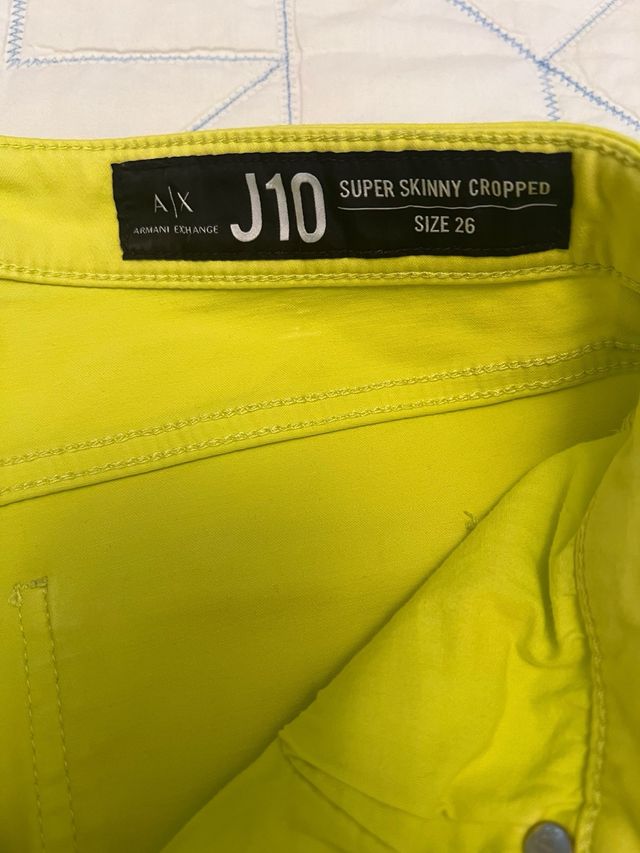 A|X
ARMANI EXCHANGE
J10
SUPER SKINNY CROPPED
SIZE 26